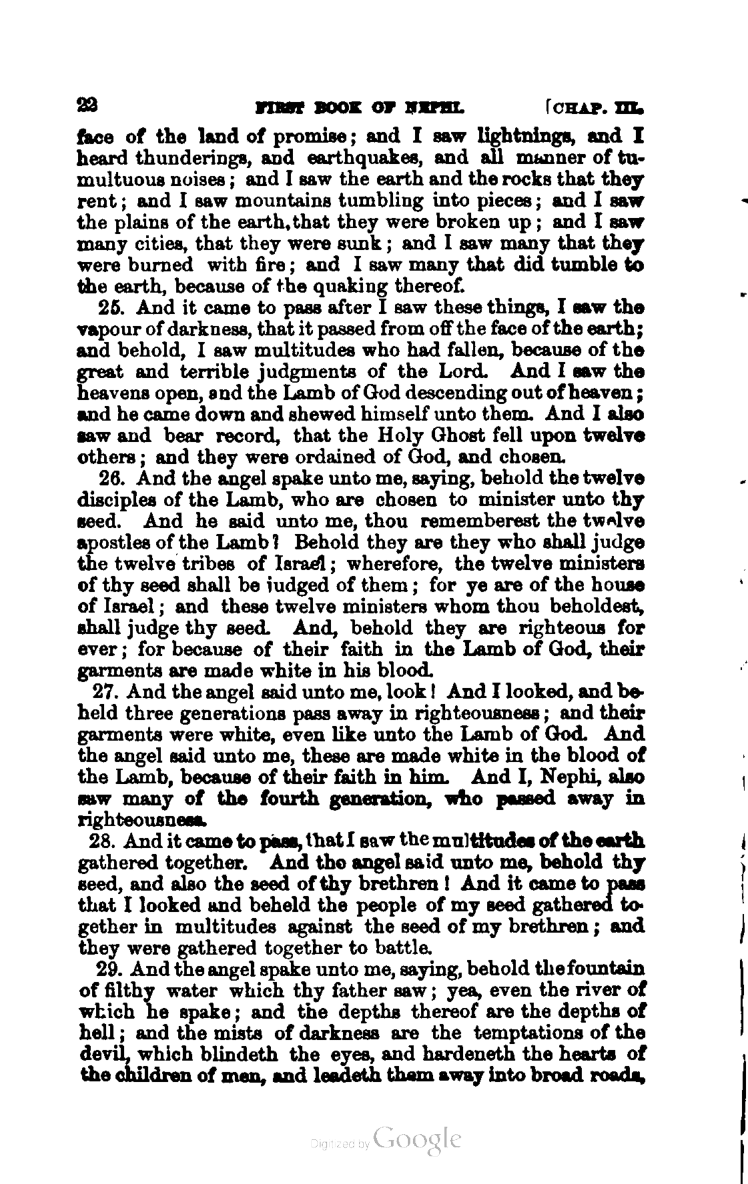 22 FIRST BOOK OF NEPHI. [CHAP. III.
face of the land of promise; and I saw lightnings, and I
heard thunderings, and earthquakes, and all manner of tu-
multuous noises; and I saw the earth and the rocks that they
rent; and I saw mountains tumbling into pieces; and I saw
the plains of the earth, that they were broken up; and I saw
many cities, that they were sunk; and I saw many that they
were burned with fire; and I saw many that did tumble to
the earth, because of the quaking thereof.
25. And it came to pass after I saw these things, I saw the
vapour of darkness, that it passed from off the face of the earth;
and behold, I saw multitudes who had fallen, because of the
great and terrible judgments of the Lord. And I saw the
heavens open, and the Lamb of God descending out of heaven;
and he came down and shewed himself unto them. And I also
saw and bear record, that the Holy Ghost fell upon twelve
others; and they were ordained of God, and chosen.
26. And the angel spake unto me, saying, behold the twelve
disciples of the Lamb, who are chosen to minister unto thy
seed. And he said unto me, thou rememberest the twelve
apostles of the Lamb? Behold they are they who shall judge
the twelve tribes of Israel; wherefore, the twelve ministers
of thy seed shall be judged of them; for ye are of the house
of Israel; and these twelve ministers whom thou beholdest,
shall judge thy seed. And, behold they are righteous for
ever; for because of their faith in the Lamb of God, their
garments are made white in his blood.
27. And the angel said unto me, look! And I looked, and be-
held three generations pass away in righteousness; and their
garments were white, even like unto the Lamb of God. And
the angel said unto me, these are made white in the blood of
the Lamb, because of their faith in him. And I, Nephi, also
saw many of the fourth generation, who passed away in
righteousness.
28. And it came to pass, that I saw the multitudes of the earth
gathered together. And the angel said unto me, behold thy
seed, and also the seed of thy brethren! And it came to pass
that I looked and beheld the people of my seed gathered to-
gether in multitudes against the seed of my brethren; and
they were gathered together to battle.
29. And the angel spake unto me, saying, behold the fountain
of filthy water which thy father saw; yea, even the river of
which he spake; and the depths thereof are the depths of
hell; and the mists of darkness are the temptations of the
devil, which blindeth the eyes, and hardeneth the hearts of
the children of men, and leadeth them away into broad roads,
Digitized by Google